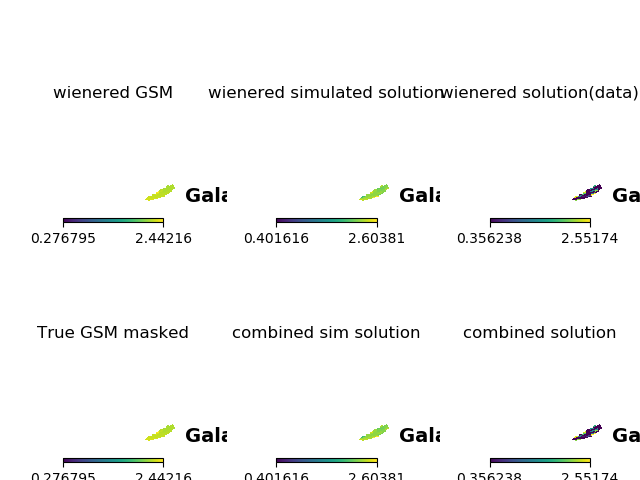 wienered GSM
wienered simulated solution
wienered solution(data)
Gala
Gala
Ga
0.276795 2.44216
0.401616 2.60381
0.356238 2.55174
True GSM masked
combined sim solution
combined solution
Gala
Gala
Ga
0.276795 2.44216
0.401616 2.60381
0.356238 2.55174